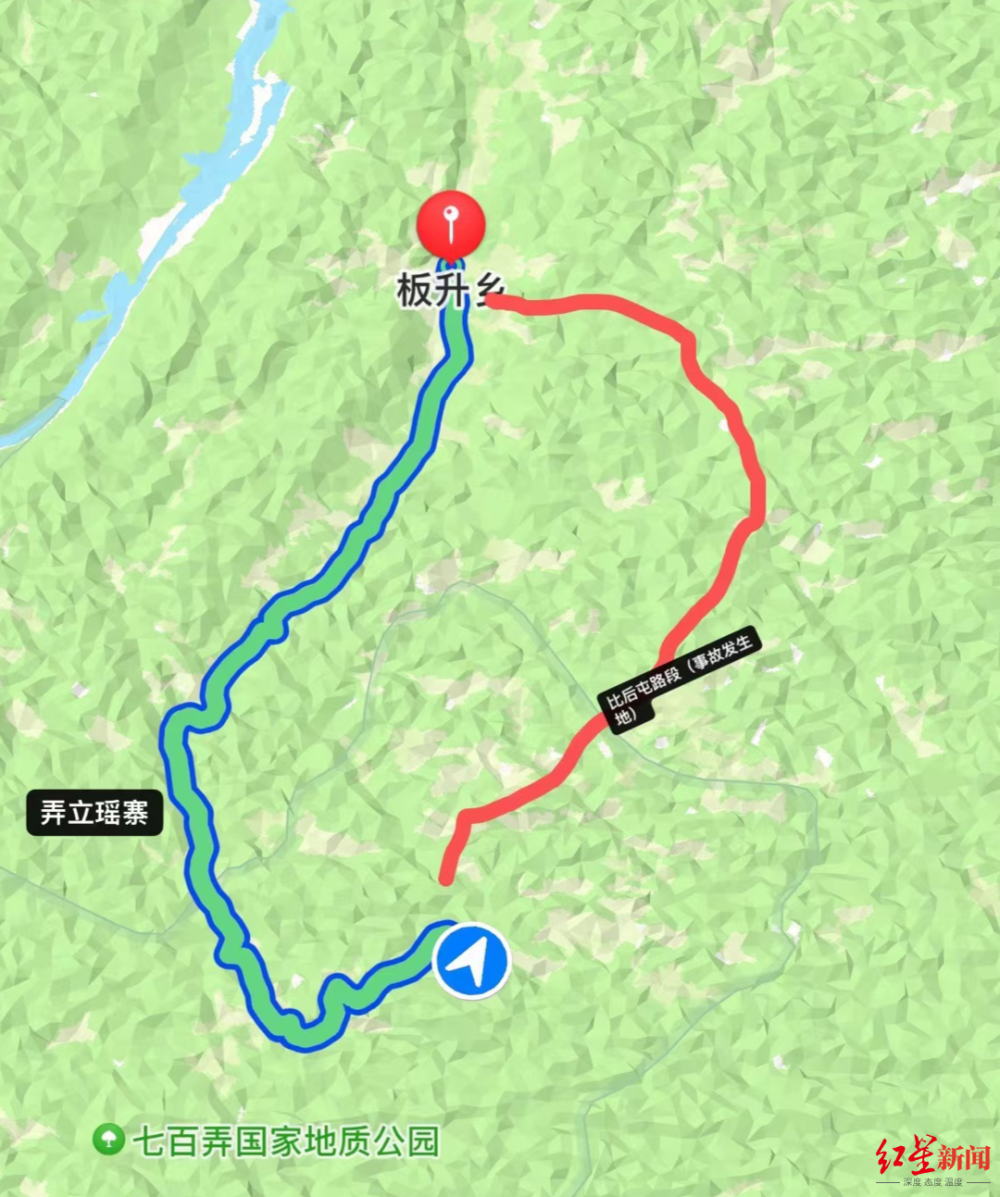 板升乡
比后屯路段（事故发生
地）
弄立瑶寨
七百弄国家地质公园
红星新闻
深度 态度 温度